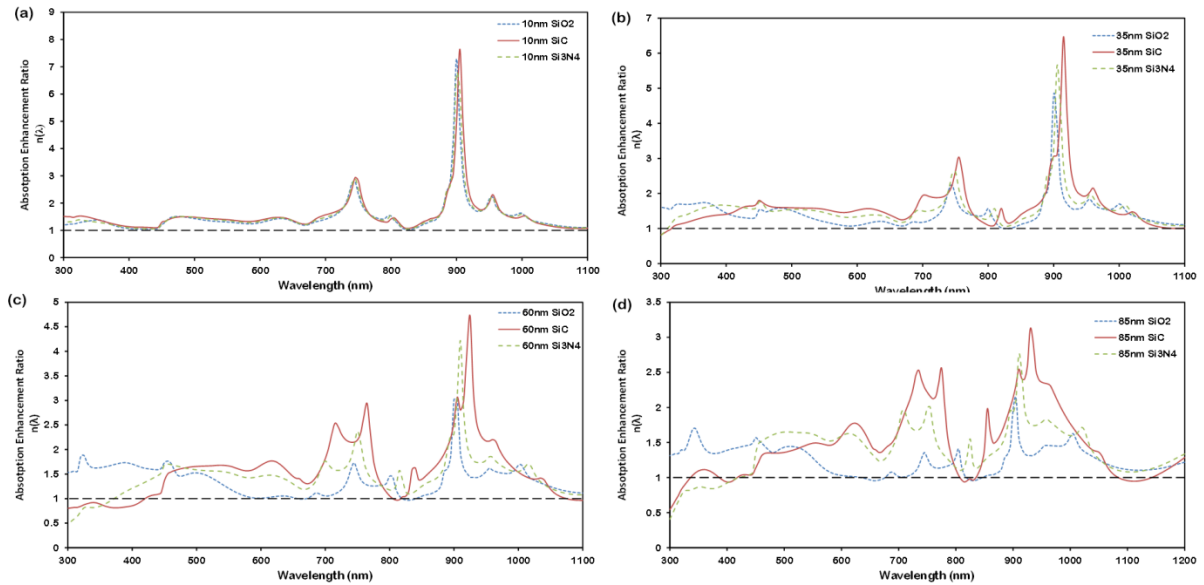 (a)
9
8
7
6
5
4
3
2
1
0
Absotption Enhancement Ratio
n(λ)
10nm SiO2
10nm SiC
10nm Si3N4
300 400 500 600 700 800 900 1000 1100
Wavelength (nm)
(b)
7
6
5
4
3
2
1
0
Absotption Enhancement Ratio
n(λ)
35nm SiO2
35nm SiC
35nm Si3N4
300 400 500 600 700 800 900 1000 1100
Wavelength (nm)
(c)
5
4.5
4
3.5
3
2.5
2
1.5
1
0.5
0
Absotption Enhancement Ratio
n(λ)
60nm SiO2
60nm SiC
60nm Si3N4
300 400 500 600 700 800 900 1000 1100
Wavelength (nm)
(d)
3.5
3
2.5
2
1.5
1
0.5
0
Absotption Enhancement Ratio
n(λ)
85nm SiO2
85nm SiC
85nm Si3N4
300 400 500 600 700 800 900 1000 1100 1200
Wavelength (nm)